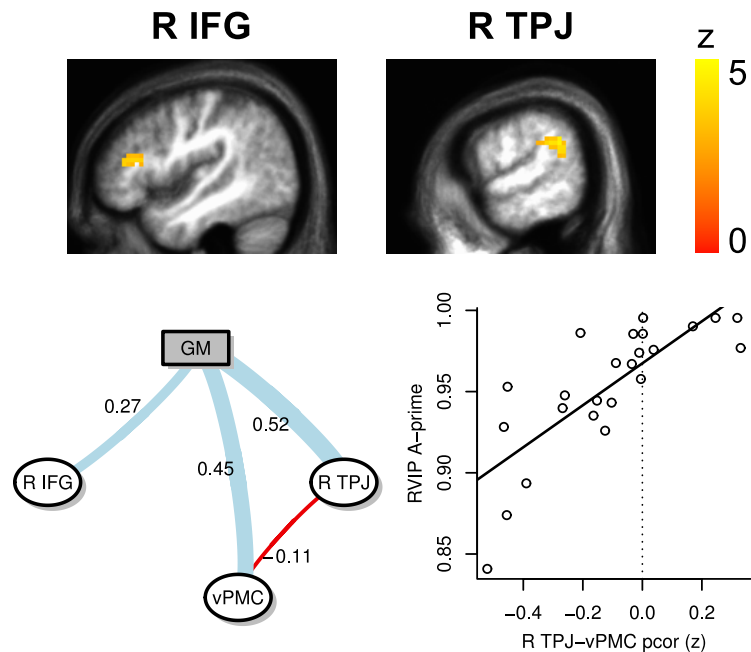 R IFG
R TPJ
z
5
0
GM
0.27
0.52
0.45
R IFG
R TPJ
−0.11
vPMC
RVIP A−prime
1.00
0.95
0.90
0.85
−0.4
−0.2
0.0
0.2
R TPJ−vPMC pcor (z)